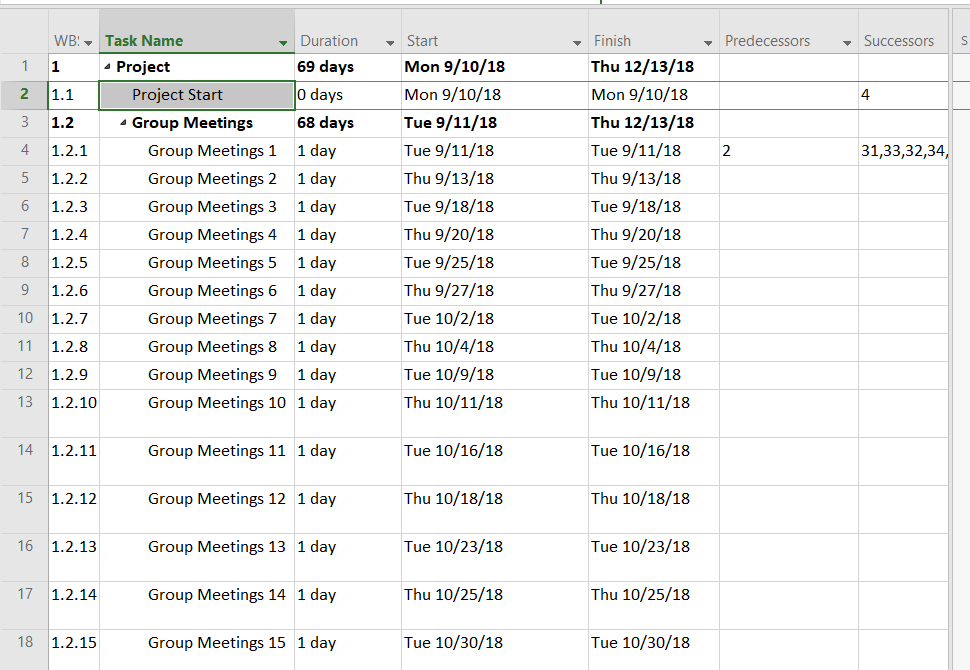 WBS Task Name Duration Start Finish Predecessors Successors S
1 1 Project 69 days Mon 9/10/18 Thu 12/13/18
2 1.1 Project Start 0 days Mon 9/10/18 Mon 9/10/18 4
3 1.2 Group Meetings 68 days Tue 9/11/18 Thu 12/13/18
4 1.2.1 Group Meetings 1 1 day Tue 9/11/18 Tue 9/11/18 2 31,33,32,34,
5 1.2.2 Group Meetings 2 1 day Thu 9/13/18 Thu 9/13/18
6 1.2.3 Group Meetings 3 1 day Tue 9/18/18 Tue 9/18/18
7 1.2.4 Group Meetings 4 1 day Thu 9/20/18 Thu 9/20/18
8 1.2.5 Group Meetings 5 1 day Tue 9/25/18 Tue 9/25/18
9 1.2.6 Group Meetings 6 1 day Thu 9/27/18 Thu 9/27/18
10 1.2.7 Group Meetings 7 1 day Tue 10/2/18 Tue 10/2/18
11 1.2.8 Group Meetings 8 1 day Thu 10/4/18 Thu 10/4/18
12 1.2.9 Group Meetings 9 1 day Tue 10/9/18 Tue 10/9/18
13 1.2.10 Group Meetings 10 1 day Thu 10/11/18 Thu 10/11/18
14 1.2.11 Group Meetings 11 1 day Tue 10/16/18 Tue 10/16/18
15 1.2.12 Group Meetings 12 1 day Thu 10/18/18 Thu 10/18/18
16 1.2.13 Group Meetings 13 1 day Tue 10/23/18 Tue 10/23/18
17 1.2.14 Group Meetings 14 1 day Thu 10/25/18 Thu 10/25/18
18 1.2.15 Group Meetings 15 1 day Tue 10/30/18 Tue 10/30/18